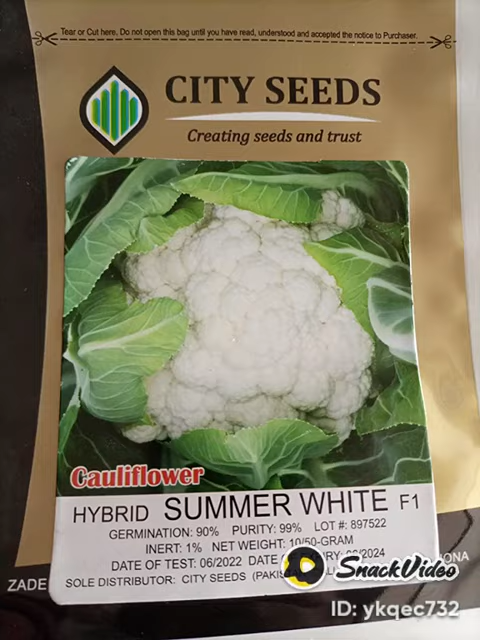 Tear or Cut here. Do not open this bag until you have read, understood and accepted the notice to Purchaser.
CITY SEEDS
Creating seeds and trust
Cauliflower
HYBRID SUMMER WHITE F1
GERMINATION: 90% PURITY: 99% LOT #: 897522
INERT: 1% NET WEIGHT: 10/50-GRAM
DATE OF TEST: 06/2022 DATE /2024
SOLE DISTRIBUTOR: CITY SEEDS
ZADE
SnackVideo
ID: ykqec732